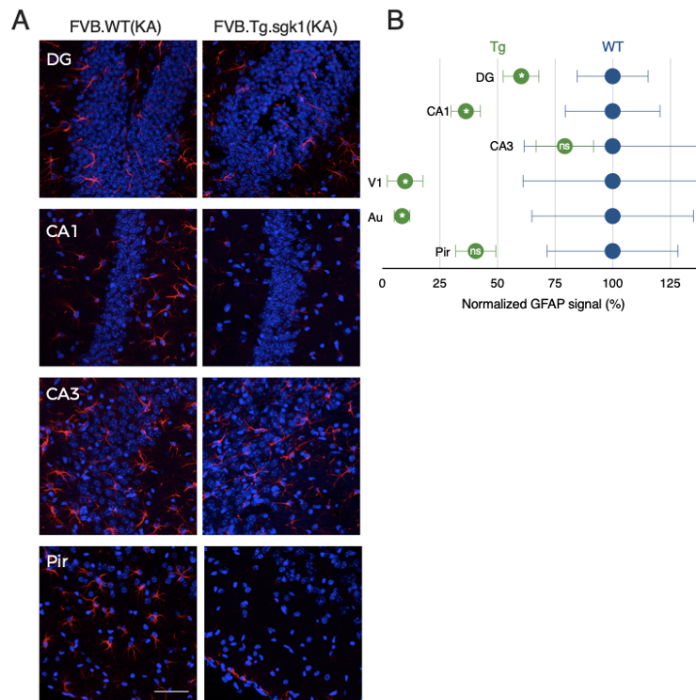 A
FVB.WT(KA)
FVB.Tg.sgk1(KA)
DG
CA1
CA3
Pir
B
Tg
WT
DG
*
CA1
*
CA3
ns
V1
*
Au
*
Pir
ns
0
25
50
75
100
125
Normalized GFAP signal (%)